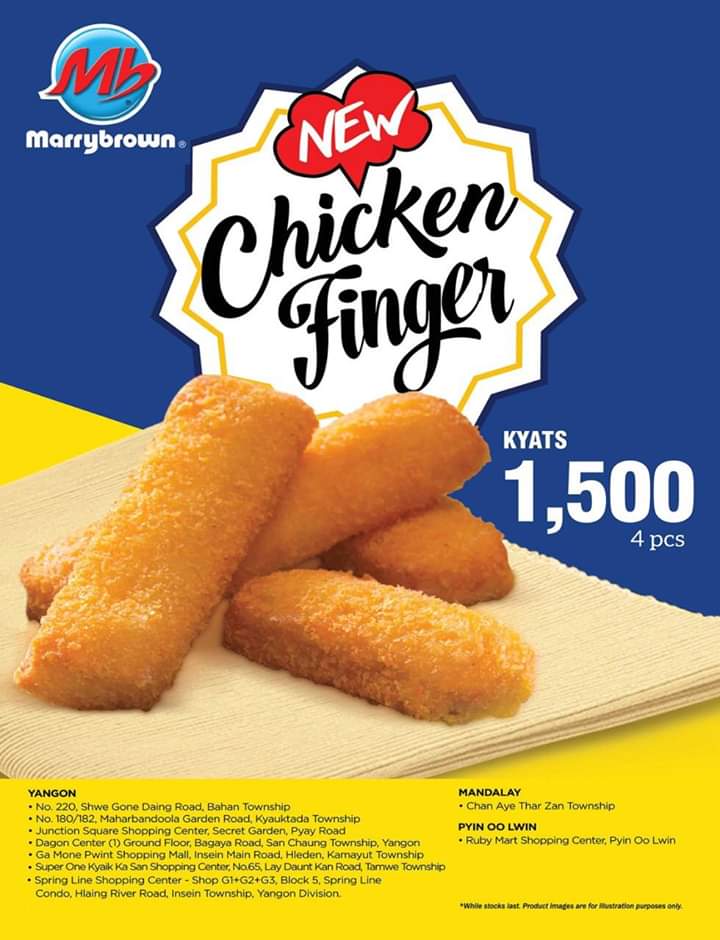 Mb
Marrybrown®
NEW
Chicken
Finger
KYATS
1,500
4 pcs
YANGON
• No. 220, Shwe Gone Daing Road, Bahan Township
• No. 180/182, Maharbandoola Garden Road, Kyauktada Township
• Junction Square Shopping Center, Secret Garden, Pyay Road
• Dagon Center (1) Ground Floor, Bagaya Road, San Chaung Township, Yangon
• Ga Mone Pwint Shopping Mall, Insein Main Road, Hleden, Kamayut Township
• Super One Kyaik Ka San Shopping Center, No.65, Lay Daunt Kan Road, Tamwe Township
• Spring Line Shopping Center - Shop G1+G2+G3, Block 5, Spring Line
Condo, Hlaing River Road, Insein Township, Yangon Division.
MANDALAY
• Chan Aye Thar Zan Township
PYIN OO LWIN
• Ruby Mart Shopping Center, Pyin Oo Lwin
*While stocks last. Product Images are for illustration purposes only.